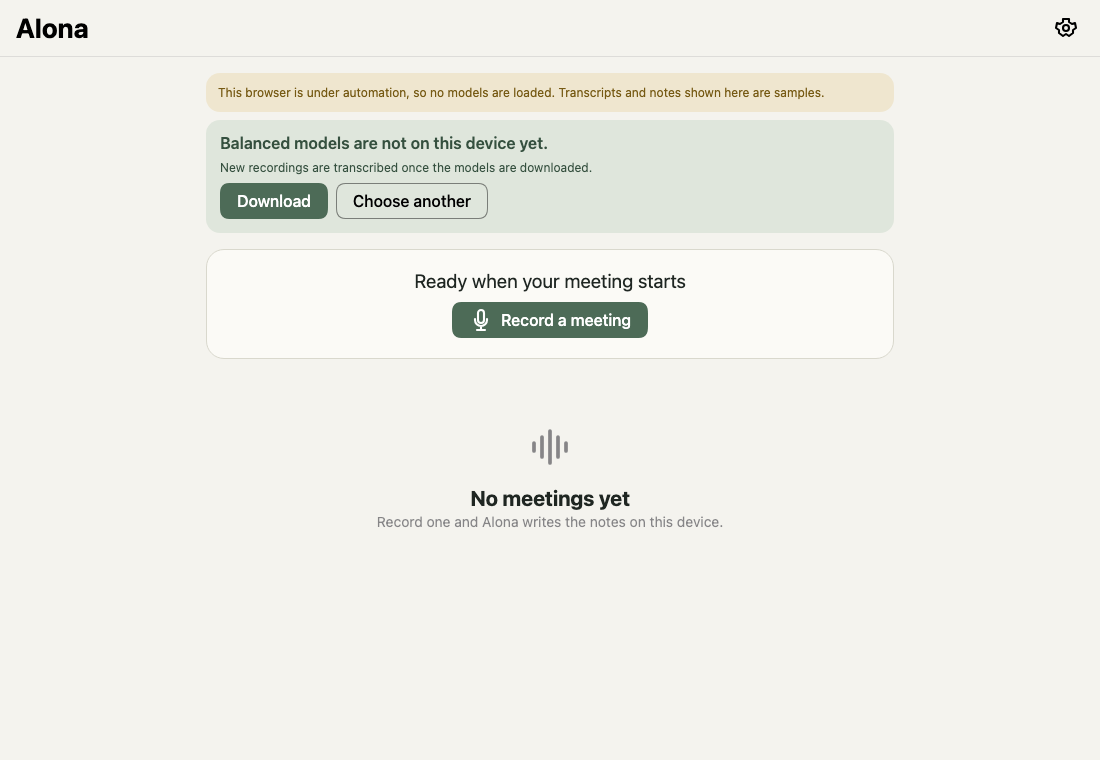 Alona
This browser is under automation, so no models are loaded. Transcripts and notes shown here are samples.
Balanced models are not on this device yet.
New recordings are transcribed once the models are downloaded.
Download
Choose another
Ready when your meeting starts
Record a meeting
No meetings yet
Record one and Alona writes the notes on this device.